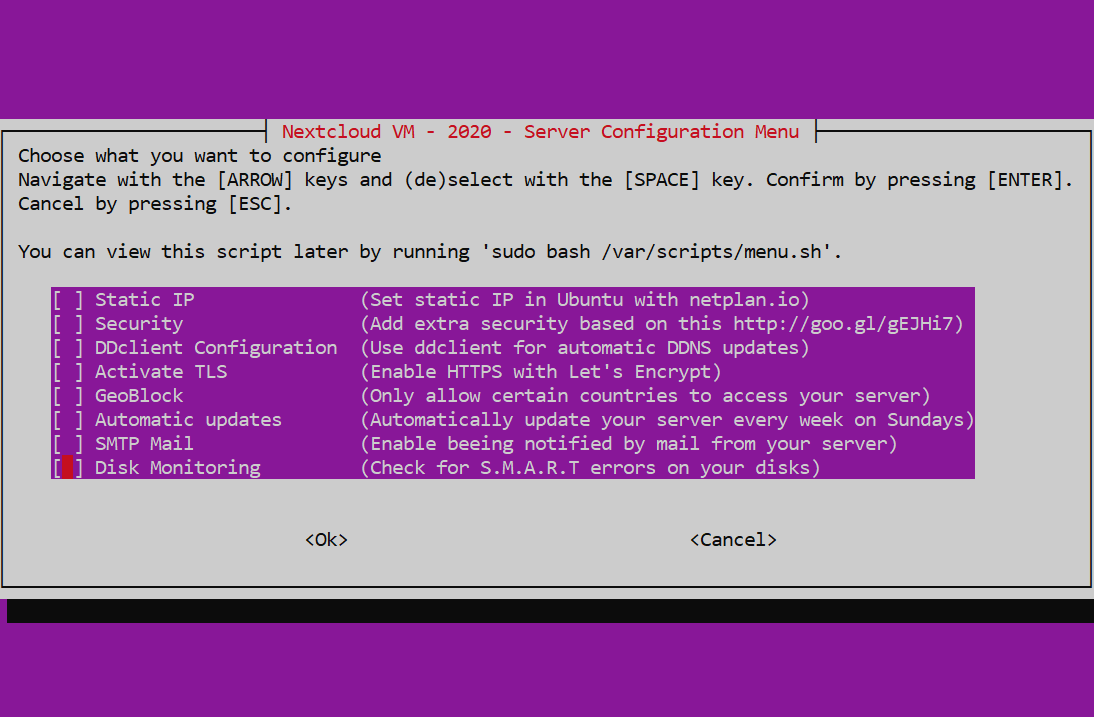 Nextcloud VM - 2020 - Server Configuration Menu
Choose what you want to configure
Navigate with the [ARROW] keys and (de)select with the [SPACE] key. Confirm by pressing [ENTER].
Cancel by pressing [ESC].
You can view this script later by running 'sudo bash /var/scripts/menu.sh'.
[ ] Static IP (Set static IP in Ubuntu with netplan.io)
[ ] Security (Add extra security based on this http://goo.gl/gEJHi7)
[ ] DDclient Configuration (Use ddclient for automatic DDNS updates)
[ ] Activate TLS (Enable HTTPS with Let's Encrypt)
[ ] GeoBlock (Only allow certain countries to access your server)
[ ] Automatic updates (Automatically update your server every week on Sundays)
[ ] SMTP Mail (Enable beeing notified by mail from your server)
[ ] Disk Monitoring (Check for S.M.A.R.T errors on your disks)
<Ok> <Cancel>